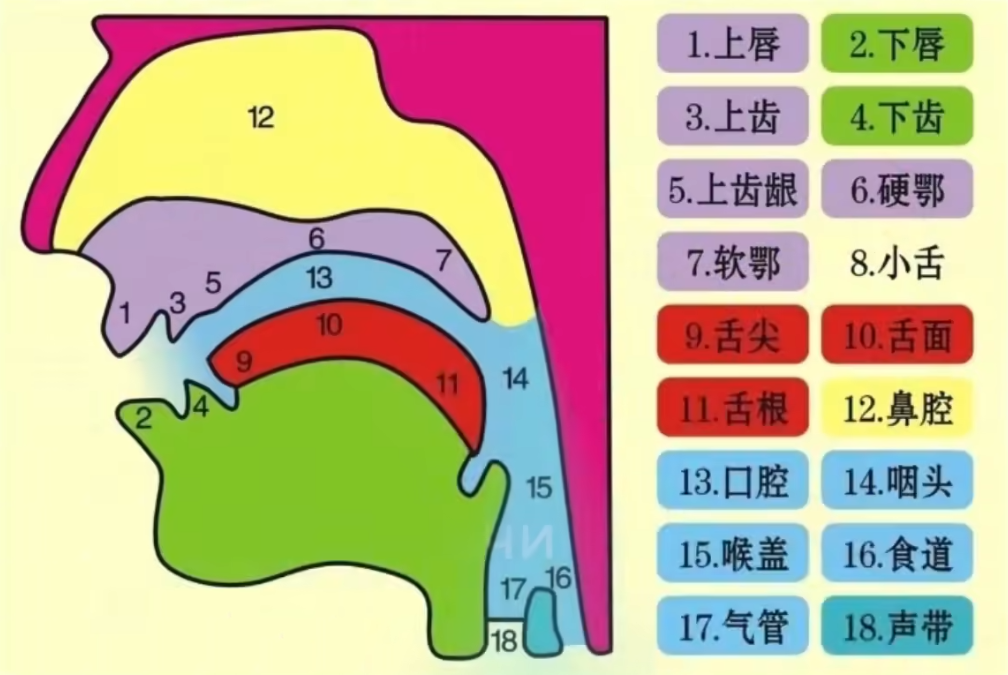 12
6
7
5
13
3
1
10
9
11
14
2
4
15
ЧИ
16
17
18
1.上唇 2.下唇
3.上齿 4.下齿
5.上齿龈 6.硬鄂
7.软鄂 8.小舌
9.舌尖 10.舌面
11.舌根 12.鼻腔
13.口腔 14.咽头
15.喉盖 16.食道
17.气管 18.声带